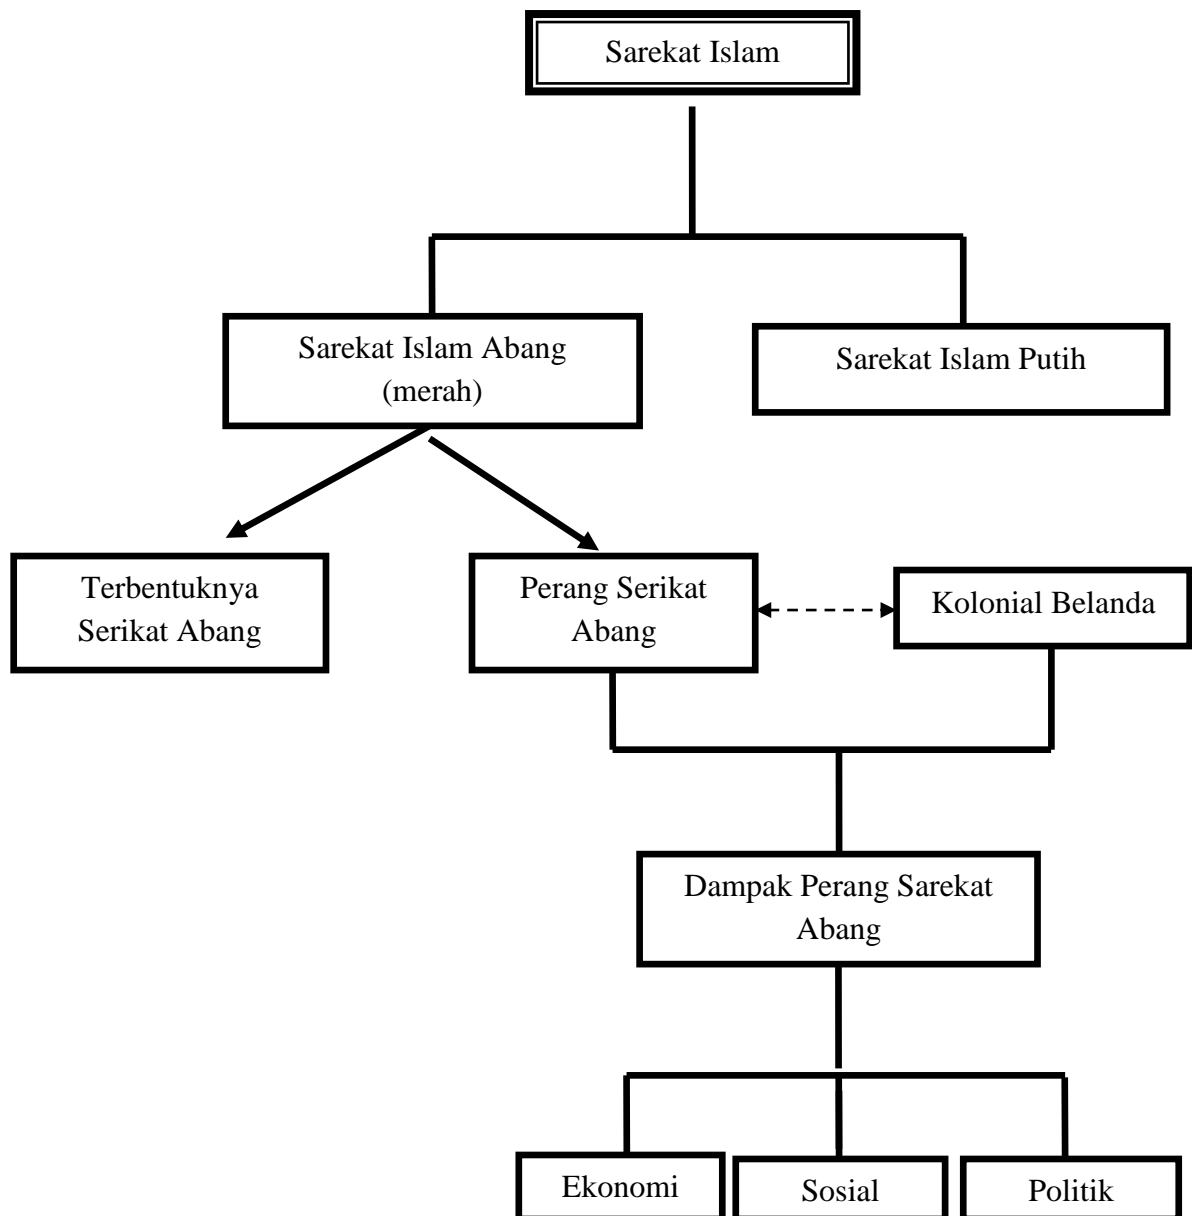 Sarekat Islam
Sarekat Islam Abang
(merah)
Sarekat Islam Putih
Terbentuknya
Serikat Abang
Perang Serikat
Abang
Kolonial Belanda
Dampak Perang Sarekat
Abang
Ekonomi
Sosial
Politik